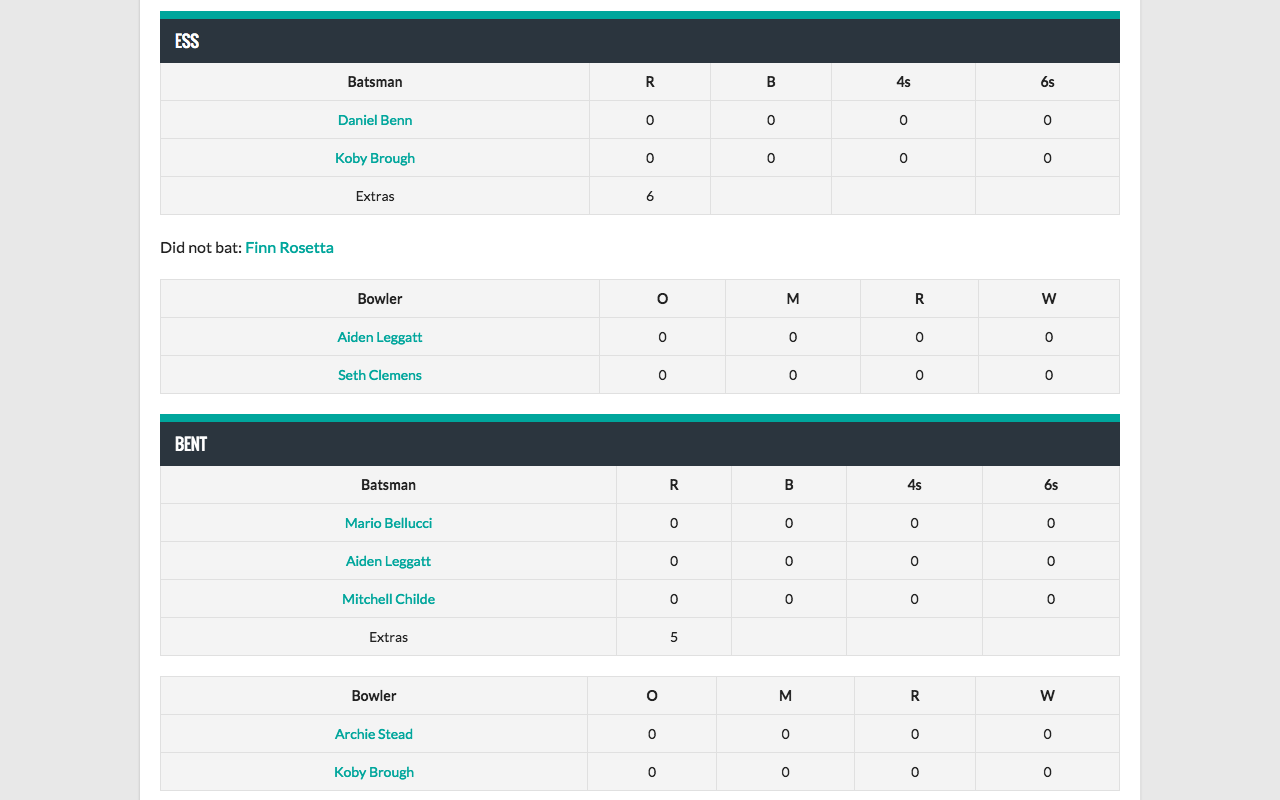 ESS
Batsman R B 4s 6s
Daniel Benn 0 0 0 0
Koby Brough 0 0 0 0
Extras 6
Did not bat: Finn Rosetta
Bowler O M R W
Aiden Leggatt 0 0 0 0
Seth Clemens 0 0 0 0
BENT
Batsman R B 4s 6s
Mario Bellucci 0 0 0 0
Aiden Leggatt 0 0 0 0
Mitchell Childe 0 0 0 0
Extras 5
Bowler O M R W
Archie Stead 0 0 0 0
Koby Brough 0 0 0 0